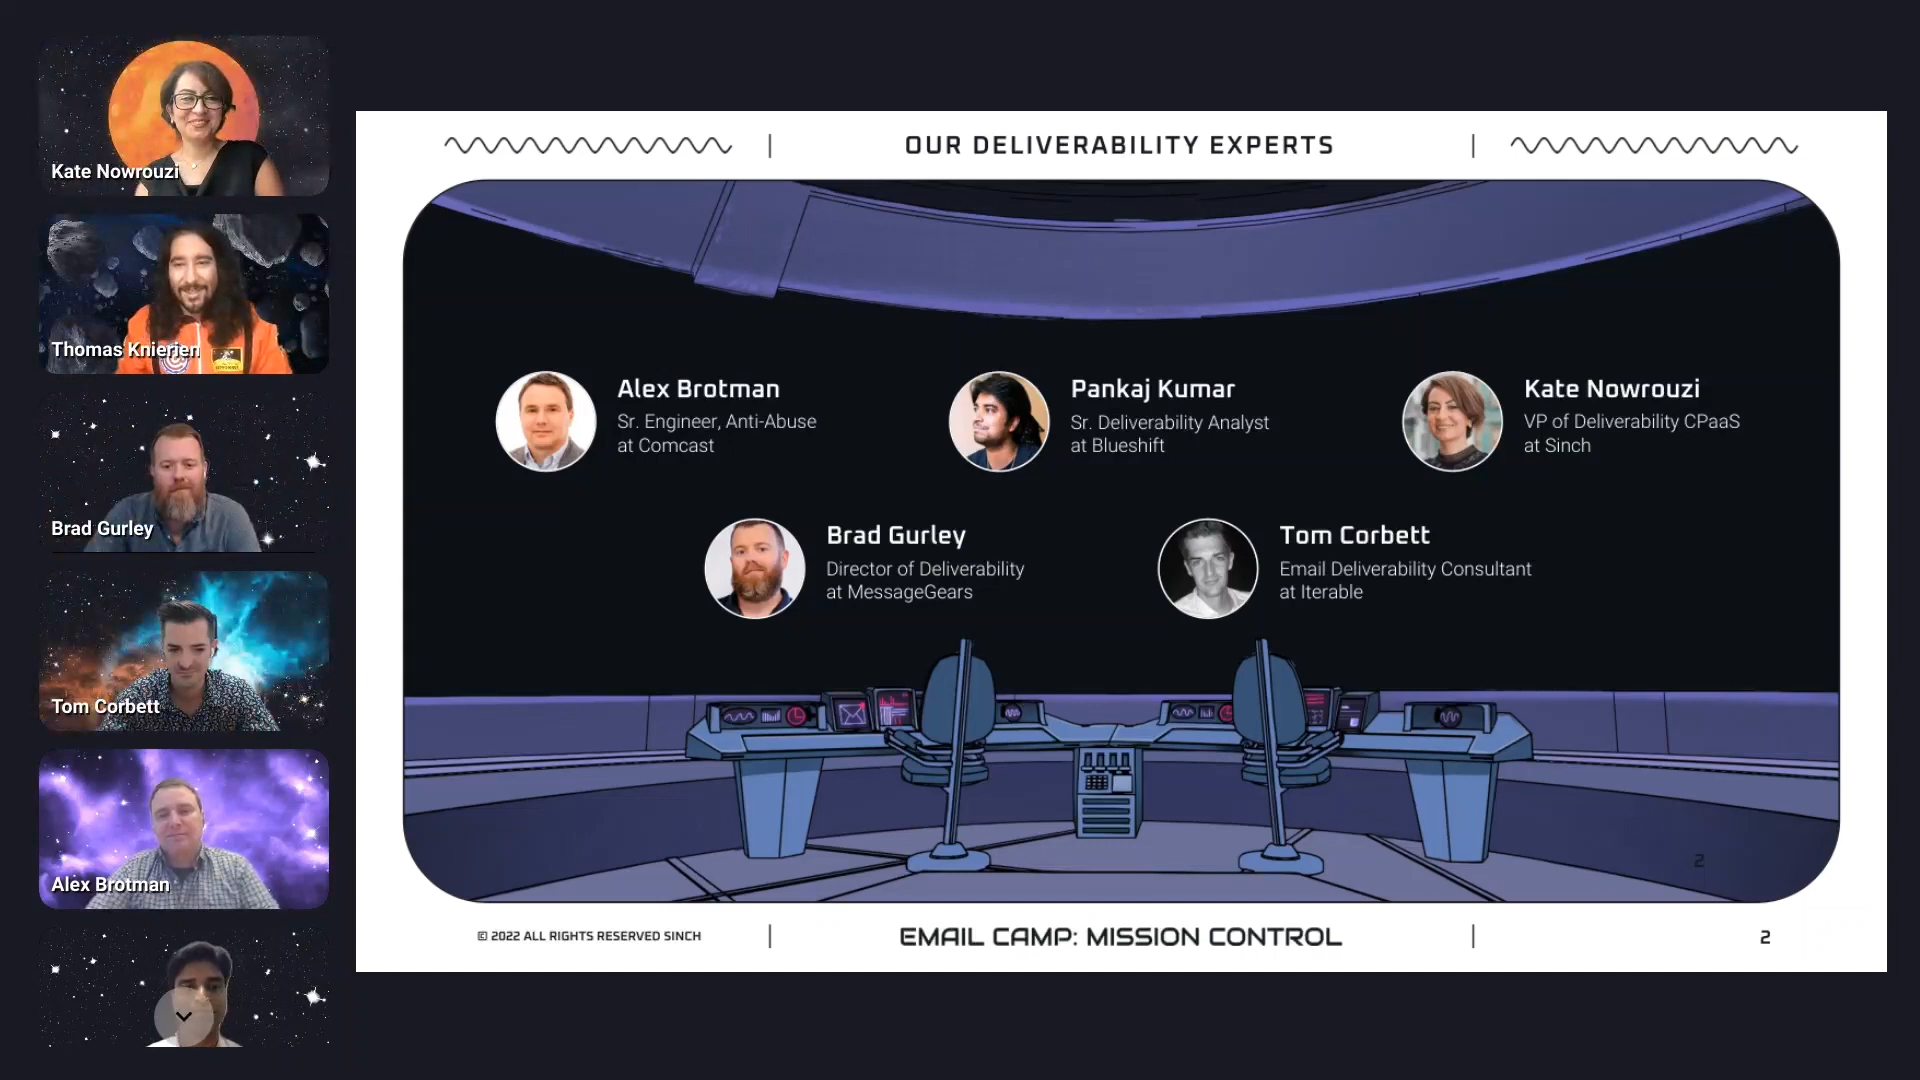 Kate Nowrouzi
Thomas Knierien
Brad Gurley
Tom Corbett
Alex Brotman
OUR DELIVERABILITY EXPERTS
Alex Brotman
Sr. Engineer, Anti-Abuse
at Comcast
Pankaj Kumar
Sr. Deliverability Analyst
at Blueshift
Kate Nowrouzi
VP of Deliverability CPaaS
at Sinch
Brad Gurley
Director of Deliverability
at MessageGears
Tom Corbett
Email Deliverability Consultant
at Iterable
2
© 2022 ALL RIGHTS RESERVED SINCH
EMAIL CAMP: MISSION CONTROL
2